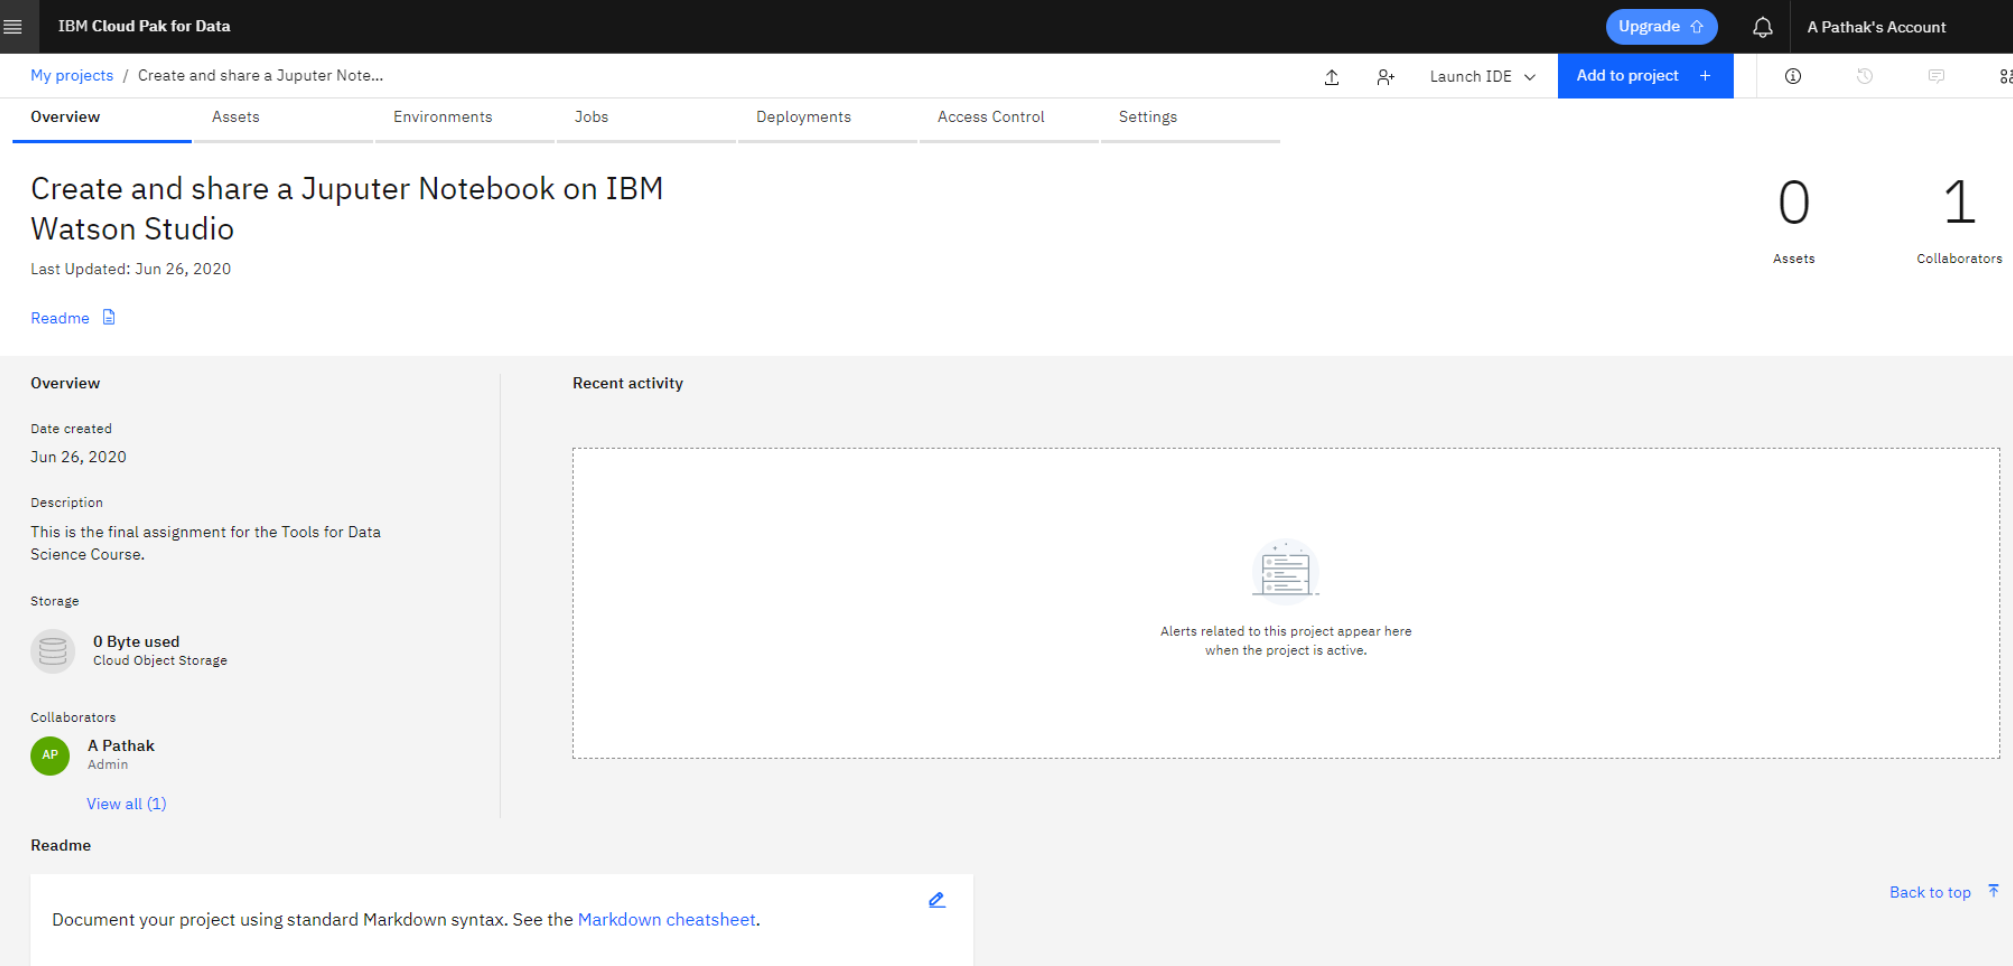 IBM Cloud Pak for Data
Upgrade
A Pathak's Account
My projects / Create and share a Juputer Note...
Launch IDE
Add to project +
Overview
Assets
Environments
Jobs
Deployments
Access Control
Settings
Create and share a Juputer Notebook on IBM
Watson Studio
Last Updated: Jun 26, 2020
Readme
0
Assets
1
Collaborators
Overview
Date created
Jun 26, 2020
Description
This is the final assignment for the Tools for Data
Science Course.
Storage
0 Byte used
Cloud Object Storage
Collaborators
AP
A Pathak
Admin
View all (1)
Recent activity
Alerts related to this project appear here
when the project is active.
Readme
Document your project using standard Markdown syntax. See the Markdown cheatsheet.
Back to top